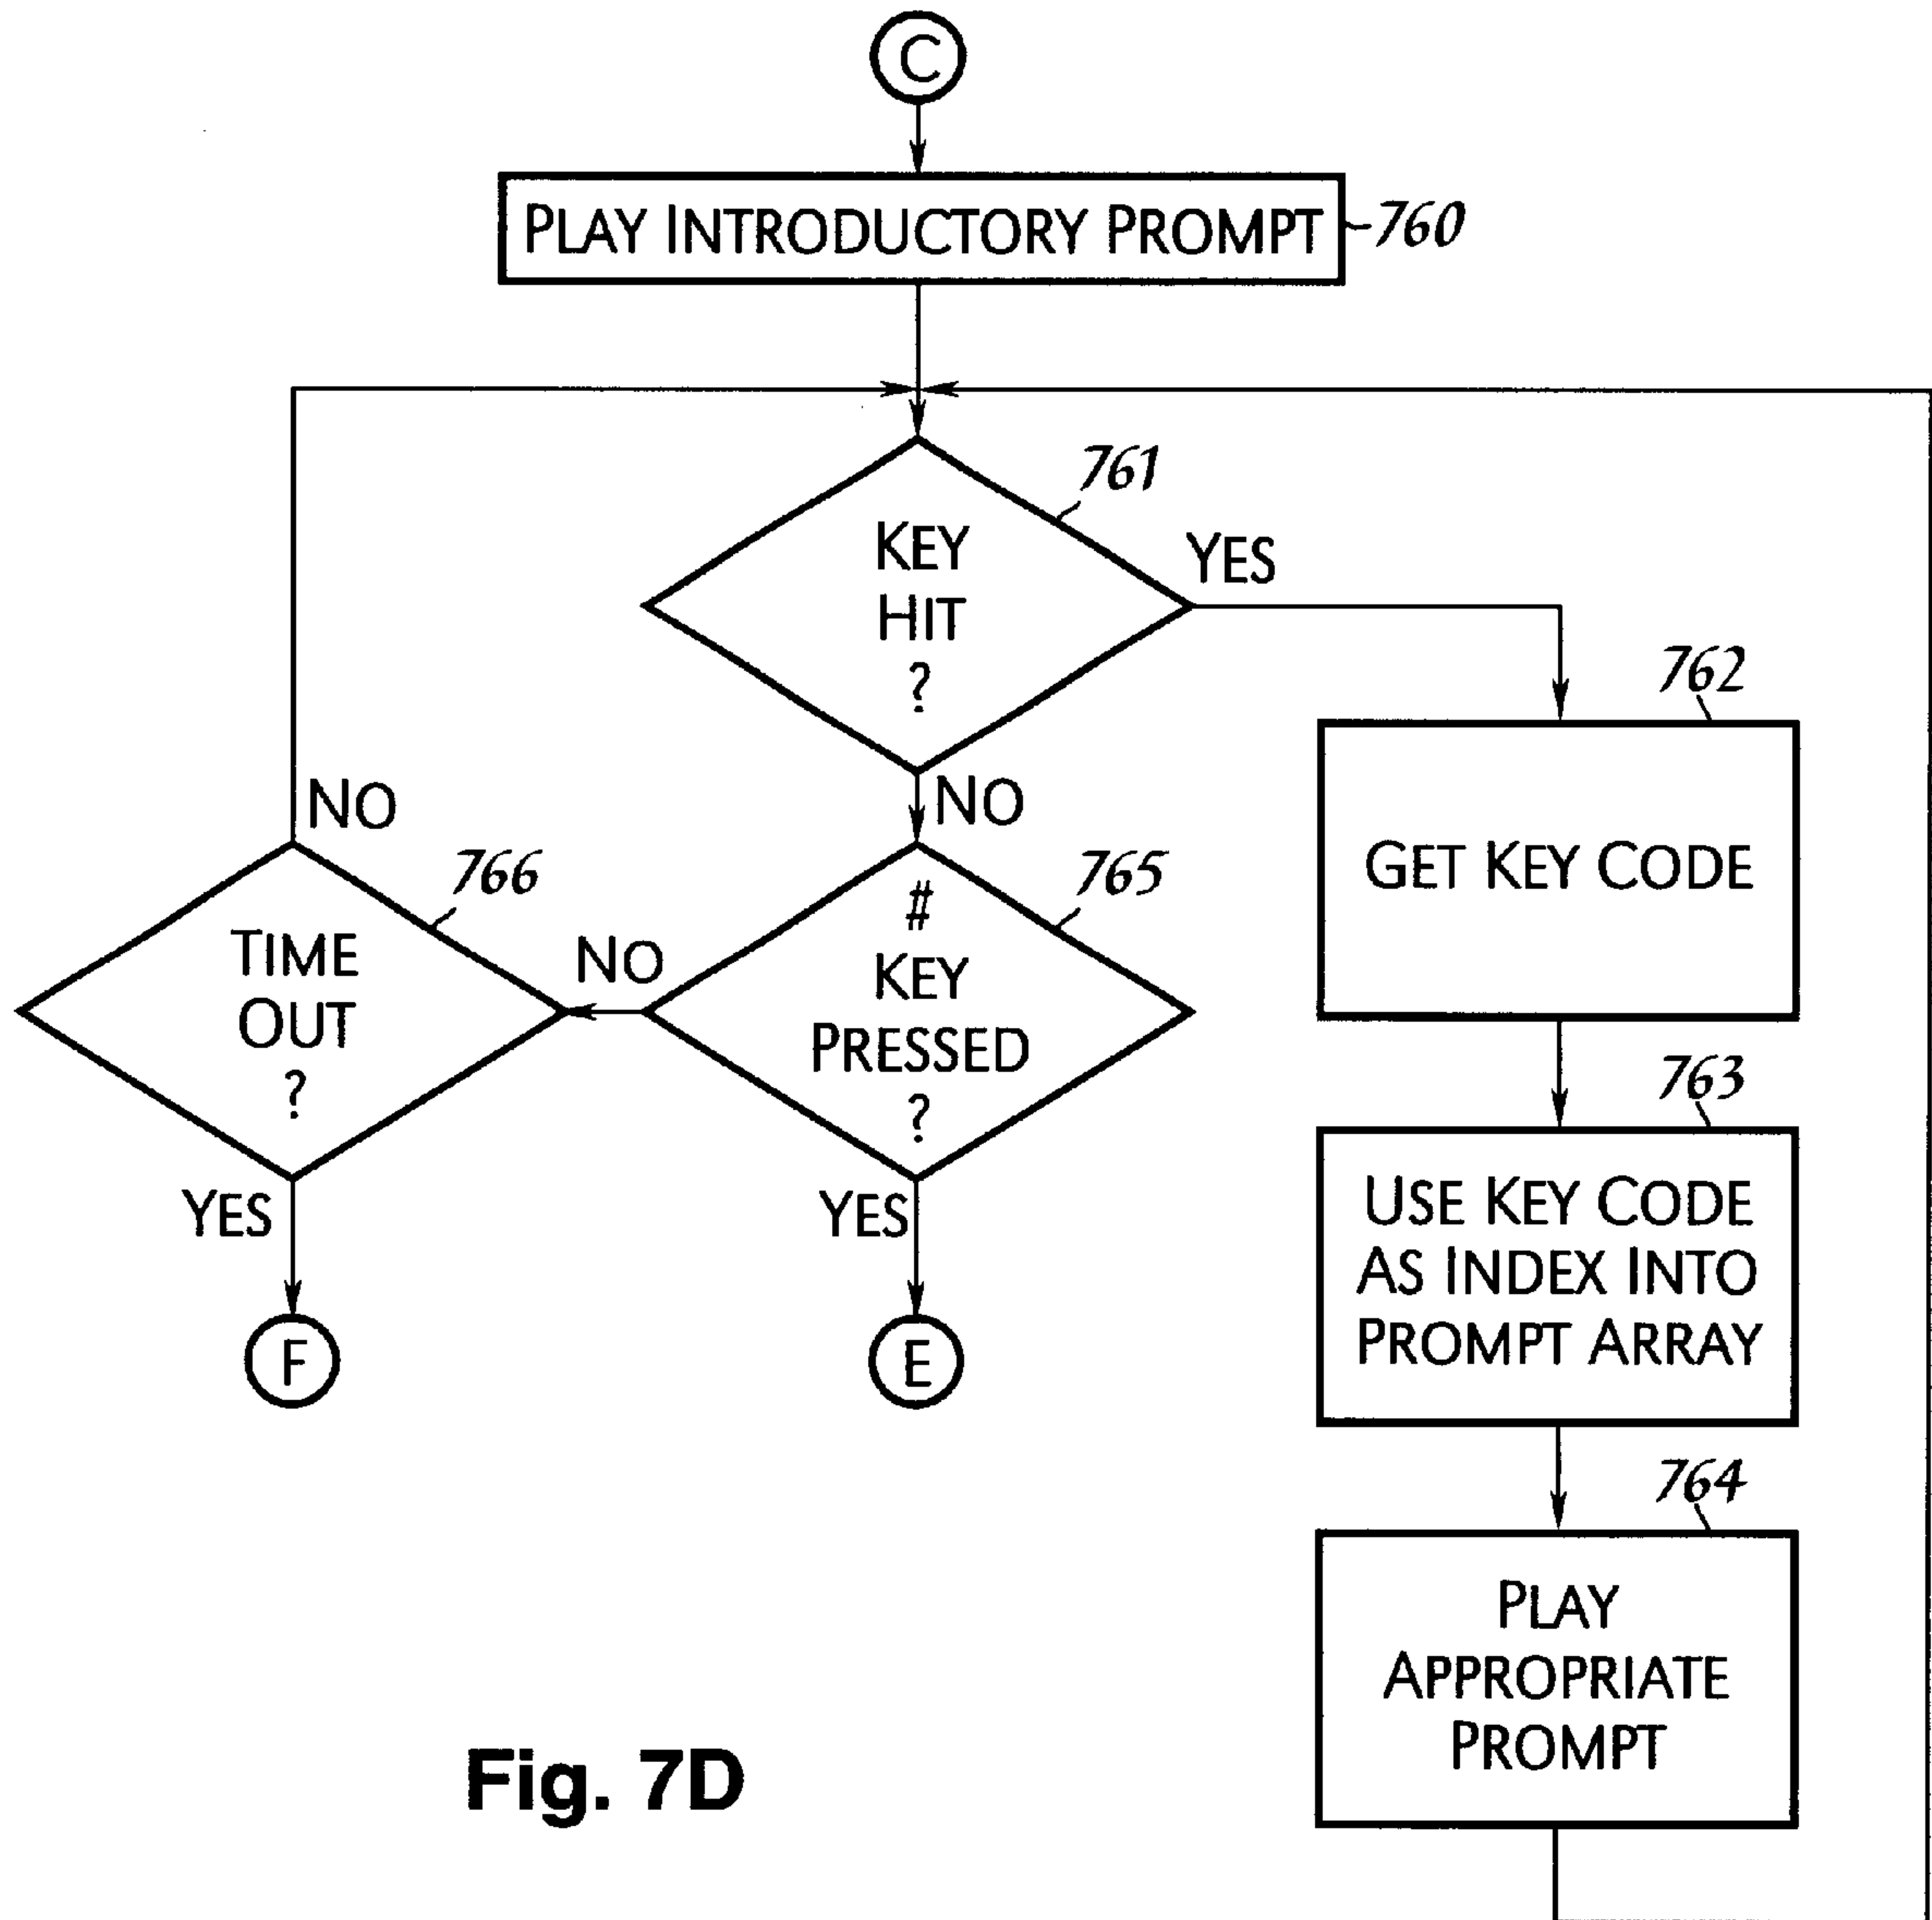 C
PLAY INTRODUCTORY PROMPT
760
761
KEY
HIT
?
YES
762
NO
NO
GET KEY CODE
766
765
TIME
OUT
?
NO
#
KEY
PRESSED
?
763
USE KEY CODE
AS INDEX INTO
PROMPT ARRAY
YES
YES
F
E
764
PLAY
APPROPRIATE
PROMPT
Fig. 7D